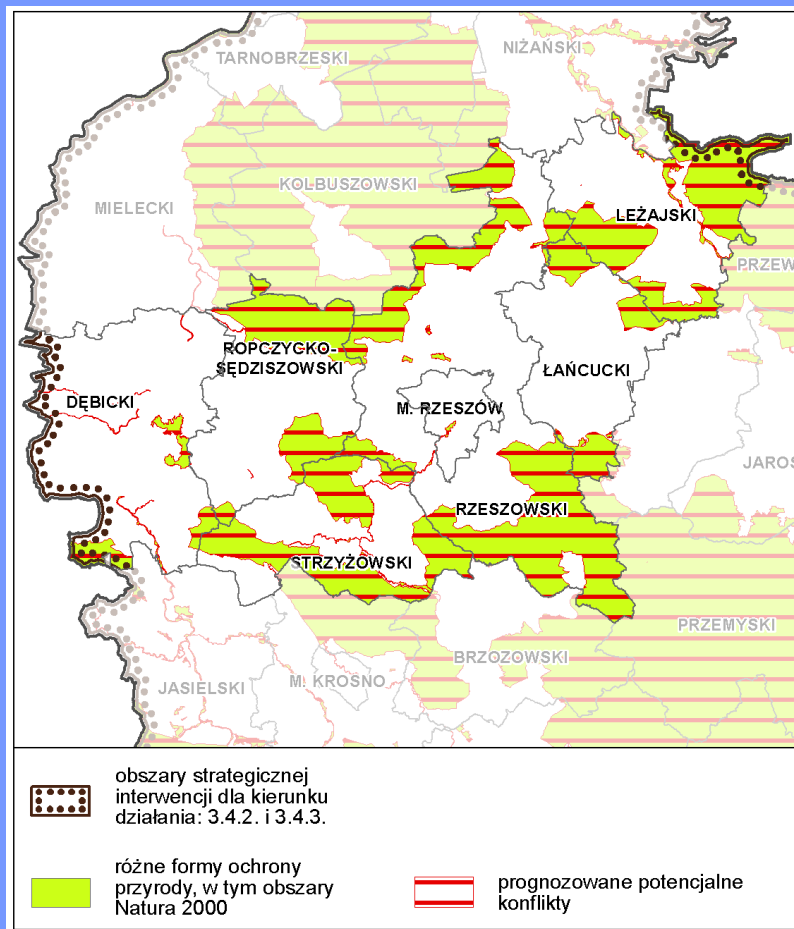 TARNOBRZESKI
NIŻAŃSKI
KOLBUSZOWSKI
MIELECKI
LEŻAJSKI
PRZEW
ROPCZYCKO-
SĘDZISZOWSKI
ŁAŃCUCKI
DĘBICKI
M. RZESZÓW
JAROS
RZESZOWSKI
STRZYŻOWSKI
PRZEMYSKI
BRZOZOWSKI
M. KROSNO
JASIELSKI
obszary strategicznej
interwencji dla kierunku
działania: 3.4.2. i 3.4.3.
różne formy ochrony
przyrody, w tym obszary
Natura 2000
prognozowane potencjalne
konflikty